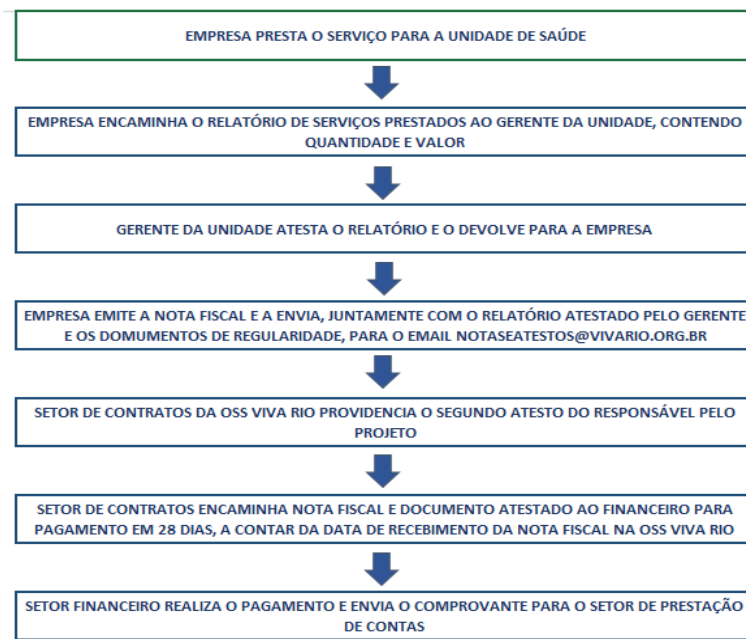 EMPRESA PRESTA O SERVIÇO PARA A UNIDADE DE SAÚDE
EMPRESA ENCAMINHA O RELATÓRIO DE SERVIÇOS PRESTADOS AO GERENTE DA UNIDADE, CONTENDO
QUANTIDADE E VALOR
GERENTE DA UNIDADE ATESTA O RELATÓRIO E O DEVOLVE PARA A EMPRESA
EMPRESA EMITE A NOTA FISCAL E A ENVIA, JUNTAMENTE COM O RELATÓRIO ATESTADO PELO GERENTE
E OS DOMUMENTOS DE REGULARIDADE, PARA O EMAIL NOTASEATESTOS@VIVARIO.ORG.BR
SETOR DE CONTRATOS DA OSS VIVA RIO PROVIDENCIA O SEGUNDO ATESTO DO RESPONSÁVEL PELO
PROJETO
SETOR DE CONTRATOS ENCAMINHA NOTA FISCAL E DOCUMENTO ATESTADO AO FINANCEIRO PARA
PAGAMENTO EM 28 DIAS, A CONTAR DA DATA DE RECEBIMENTO DA NOTA FISCAL NA OSS VIVA RIO
SETOR FINANCEIRO REALIZA O PAGAMENTO E ENVIA O COMPROVANTE PARA O SETOR DE PRESTAÇÃO
DE CONTAS